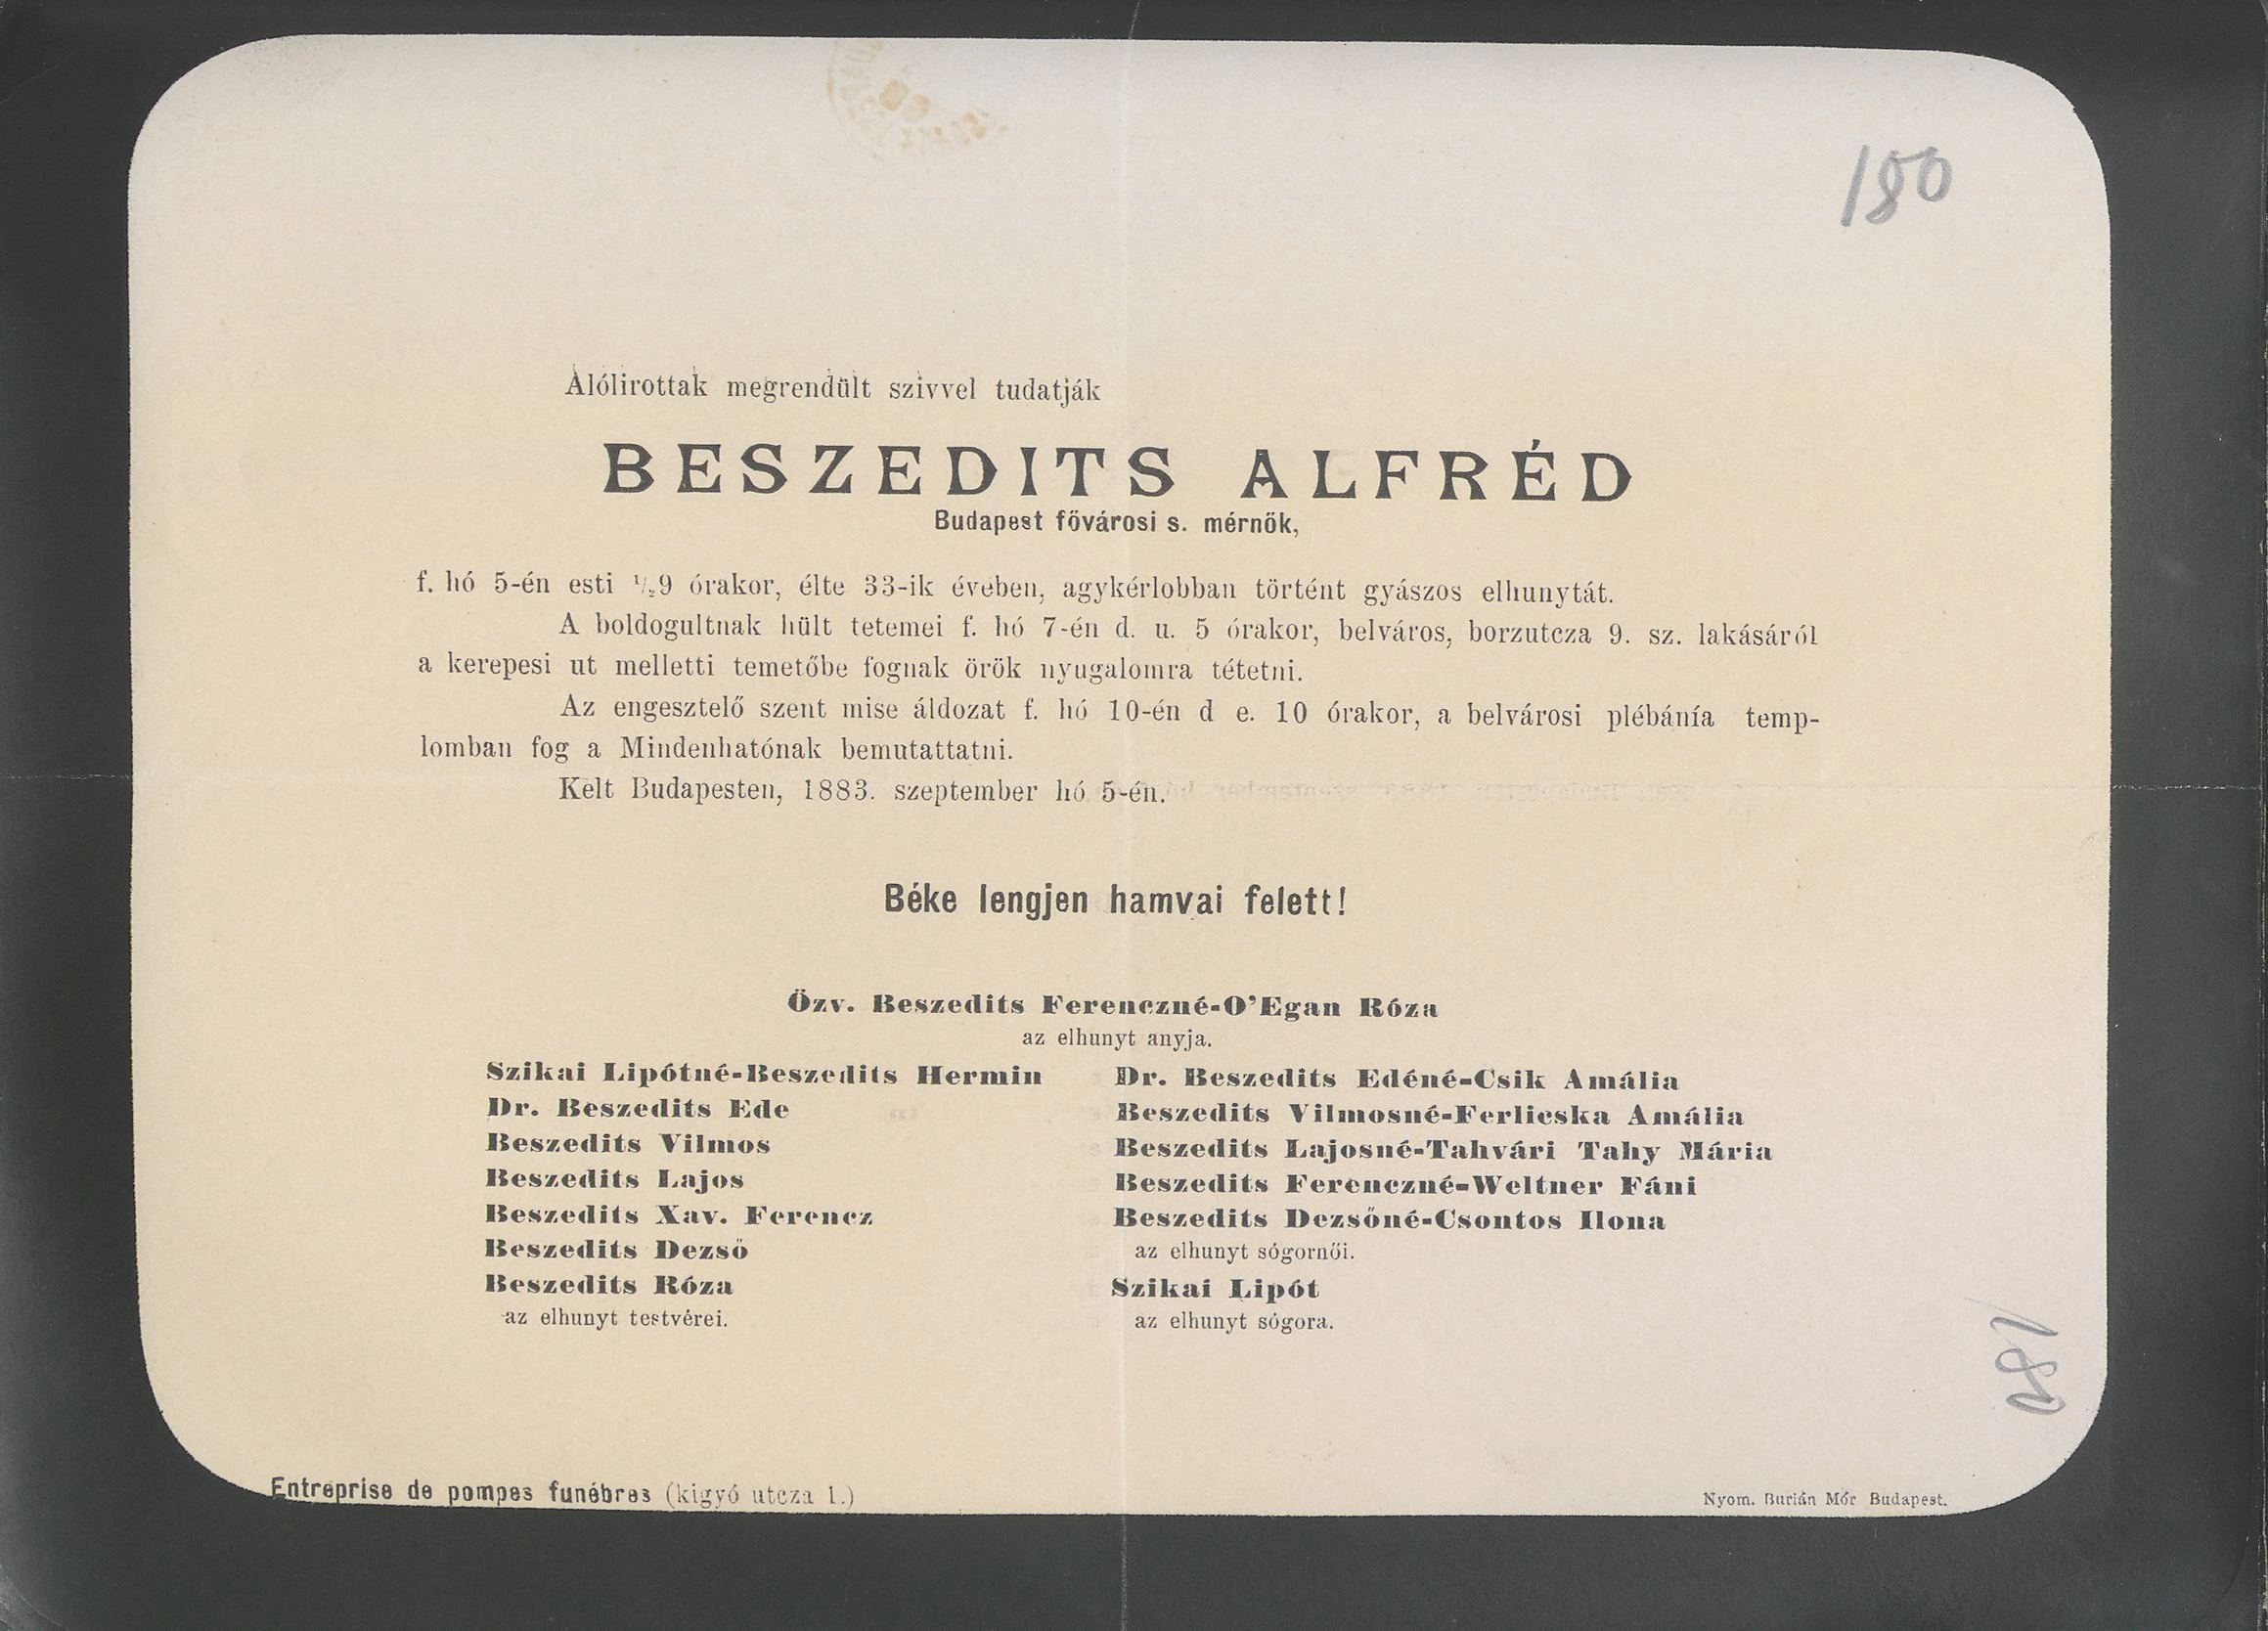 180
Alólirottak megrendült szivvel tudatják
BESZEDITS ALFRÉD
Budapest fővárosi s. mérnök,
f. hó 5-én esti ½9 órakor, élte 33-ik évében, agykérlobban történt gyászos elhunytát.
A boldogultnak hült tetemei f. hó 7-én d. u. 5 órakor, belváros, borzutcza 9. sz. lakásáról
a kerepesi ut melletti temetőbe fognak örök nyugalomra tétetni.
Az engesztelő szent mise áldozat f. hó 10-én d e. 10 órakor, a belvárosi plébánía temp-
lomban fog a Mindenhatónak bemutattatni.
Kelt Budapesten, 1883. szeptember hó 5-én.
Béke lengjen hamvai felett!
Özv. Beszedits Ferenczné-O'Egan Róza
az elhunyt anyja.
Szikai Lipótné-Beszedits Hermin
Dr. Beszedits Ede
Beszedits Vilmos
Beszedits Lajos
Beszedits Xav. Ferencz
Beszedits Dezső
Beszedits Róza
az elhunyt testvérei.
Dr. Beszedits Edéné-Csik Amália
Beszedits Vilmosné-Ferlicska Amália
Beszedits Lajosné-Tahvári Tahy Mária
Beszedits Ferenczné-Weltner Fáni
Beszedits Dezsőné-Csontos Ilona
az elhunyt sógornői.
Szikai Lipót
az elhunyt sógora.
180
Entreprise de pompes funébres (kigyó utcza 1.)
Nyom. Burián Mór Budapest.